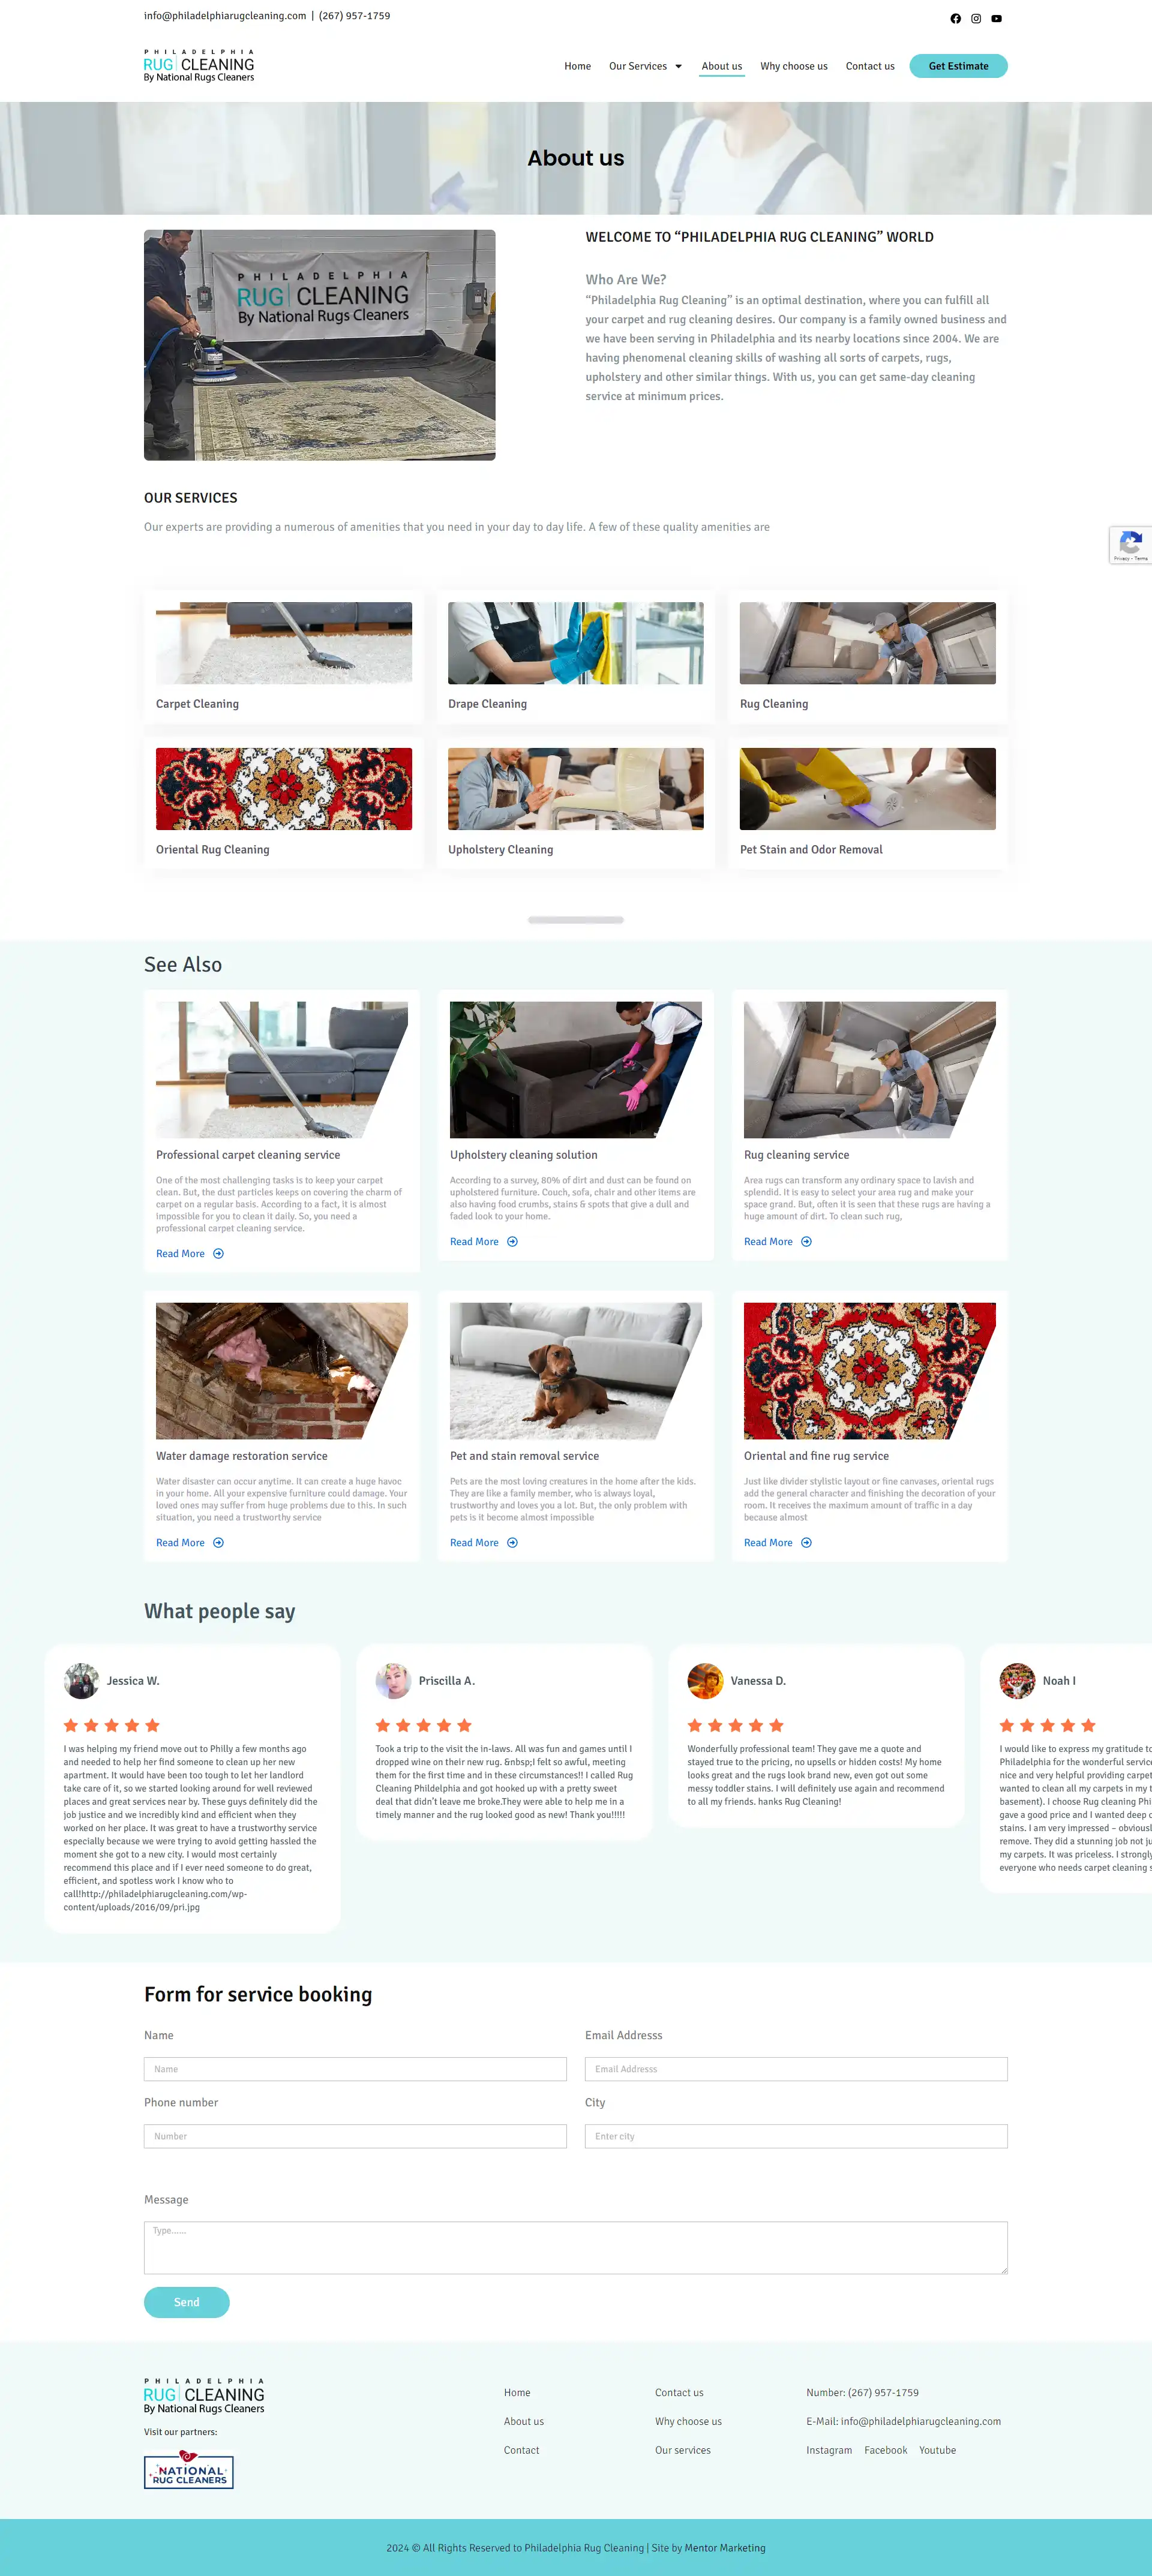 info@philadelphiarugcleaning.com | (267) 957-1759
PHILADELPHIA
RUG CLEANING
By National Rugs Cleaners
Home
Our Services
About us
Why choose us
Contact us
Get Estimate
About us
PHILADELPHIA
RUG CLEANING
By National Rugs Cleaners
WELCOME TO “PHILADELPHIA RUG CLEANING” WORLD
Who Are We?
“Philadelphia Rug Cleaning” is an optimal destination, where you can fulfill all
your carpet and rug cleaning desires. Our company is a family owned business and
we have been serving in Philadelphia and its nearby locations since 2004. We are
having phenomenal cleaning skills of washing all sorts of carpets, rugs,
upholstery and other similar things. With us, you can get same-day cleaning
service at minimum prices.
OUR SERVICES
Our experts are providing a numerous of amenities that you need in your day to day life. A few of these quality amenities are
Privacy - Terms
Carpet Cleaning
Drape Cleaning
Rug Cleaning
Oriental Rug Cleaning
Upholstery Cleaning
Pet Stain and Odor Removal
See Also
Professional carpet cleaning service
One of the most challenging tasks is to keep your carpet
clean. But, the dust particles keeps on covering the charm of
carpet on a regular basis. According to a fact, it is almost
impossible for you to clean it daily. So, you need a
professional carpet cleaning service.
Read More
Upholstery cleaning solution
According to a survey, 80% of dirt and dust can be found on
upholstered furniture. Couch, sofa, chair and other items are
also having food crumbs, stains & spots that give a dull and
faded look to your home.
Read More
Rug cleaning service
Area rugs can transform any ordinary space to lavish and
splendid. It is easy to select your area rug and make your
space grand. But, often it is seen that these rugs are having a
huge amount of dirt. To clean such rug,
Read More
Water damage restoration service
Water disaster can occur anytime. It can create a huge havoc
in your home. All your expensive furniture could damage. Your
loved ones may suffer from huge problems due to this. In such
situation, you need a trustworthy service
Read More
Pet and stain removal service
Pets are the most loving creatures in the home after the kids.
They are like a family member, who is always loyal,
trustworthy and loves you a lot. But, the only problem with
pets is it become almost impossible
Read More
Oriental and fine rug service
Just like divider stylistic layout or fine canvases, oriental rugs
add the general character and finishing the decoration of your
room. It receives the maximum amount of traffic in a day
because almost
Read More
What people say
Jessica W.
I was helping my friend move out to Philly a few months ago
and needed to help her find someone to clean up her new
apartment. It would have been too tough to let her landlord
take care of it, so we started looking around for well reviewed
places and great services near by. These guys definitely did the
job justice and we incredibly kind and efficient when they
worked on her place. It was great to have a trustworthy service
especially because we were trying to avoid getting hassled the
moment she got to a new city. I would most certainly
recommend this place and if I ever need someone to do great,
efficient, and spotless work I know who to
call!http://philadelphiarugcleaning.com/wp-
content/uploads/2016/09/pri.jpg
Priscilla A.
Took a trip to the visit the in-laws. All was fun and games until I
dropped wine on their new rug. &nbsp;I felt so awful, meeting
them for the first time and in these circumstances!! I called Rug
Cleaning Phildelphia and got hooked up with a pretty sweet
deal that didn’t leave me broke.They were able to help me in a
timely manner and the rug looked good as new! Thank you!!!!!
Vanessa D.
Wonderfully professional team! They gave me a quote and
stayed true to the pricing, no upsells or hidden costs! My home
looks great and the rugs look brand new, even got out some
messy toddler stains. I will definitely use again and recommend
to all my friends. hanks Rug Cleaning!
Noah I
I would like to express my gratitude to
Philadelphia for the wonderful service
nice and very helpful providing carpet
wanted to clean all my carpets in my t
basement). I choose Rug cleaning Phi
gave a good price and I wanted deep c
stains. I am very impressed – obviousl
remove. They did a stunning job not ju
my carpets. It was priceless. I strongly
everyone who needs carpet cleaning s
Form for service booking
Name
Email Addresss
Name
Email Addresss
Phone number
City
Number
Enter city
Message
Type......
Send
PHILADELPHIA
RUG CLEANING
By National Rugs Cleaners
Visit our partners:
NATIONAL
RUG CLEANERS
Home
About us
Contact
Contact us
Why choose us
Our services
Number: (267) 957-1759
E-Mail: info@philadelphiarugcleaning.com
Instagram Facebook Youtube
2024 © All Rights Reserved to Philadelphia Rug Cleaning | Site by Mentor Marketing